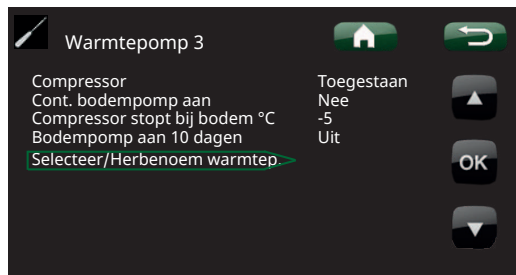 Warmtepomp 3
Compressor Toegestaan
Cont. bodempomp aan Nee
Compressor stopt bij bodem °C -5
Bodempomp aan 10 dagen Uit
Selecteer/Herbenoem warmtep.
OK